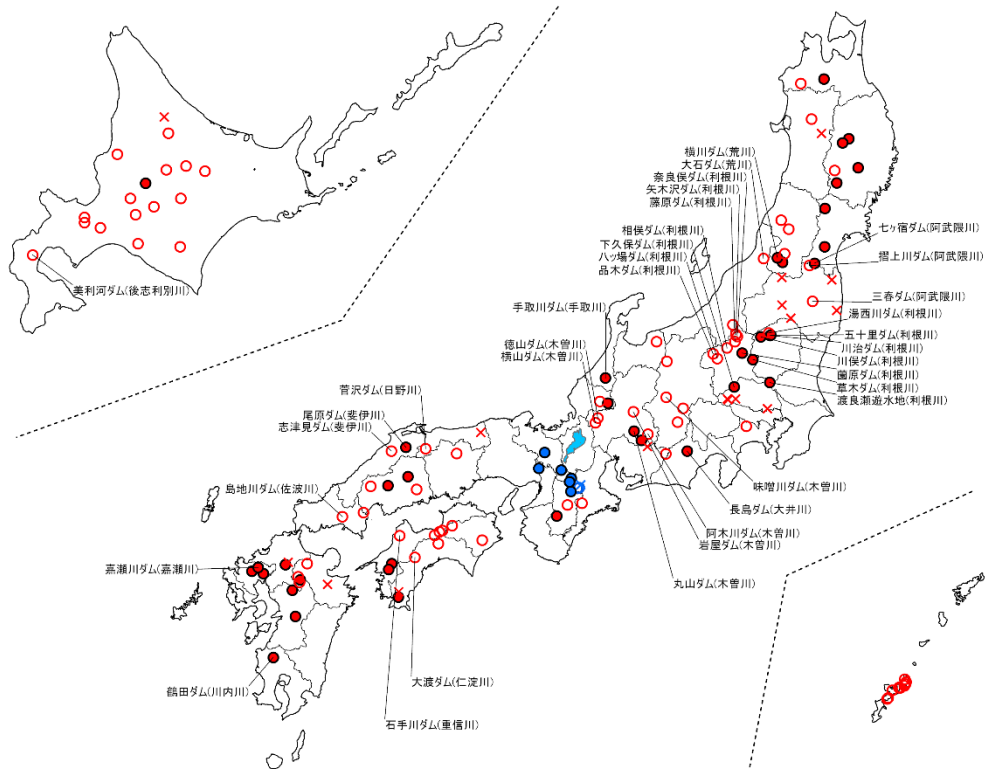 横川ダム(荒川)
大石ダム(荒川)
奈良俣ダム(利根川)
矢木沢ダム(利根川)
藤原ダム(利根川)
相俣ダム(利根川)
下久保ダム(利根川)
八ッ場ダム(利根川)
品木ダム(利根川)
七ヶ宿ダム(阿武隈川)
摺上川ダム(阿武隈川)
美利河ダム(後志利別川)
三春ダム(阿武隈川)
手取川ダム(手取川)
湯西川ダム(利根川)
五十里ダム(利根川)
徳山ダム(木曽川)
横山ダム(木曽川)
川治ダム(利根川)
川俣ダム(利根川)
薗原ダム(利根川)
草木ダム(利根川)
渡良瀬遊水地(利根川)
菅沢ダム(日野川)
尾原ダム(斐伊川)
志津見ダム(斐伊川)
島地川ダム(佐波川)
味噌川ダム(木曽川)
長島ダム(大井川)
阿木川ダム(木曽川)
岩屋ダム(木曽川)
丸山ダム(木曽川)
嘉瀬川ダム(嘉瀬川)
鶴田ダム(川内川)
大渡ダム(仁淀川)
石手川ダム(重信川)